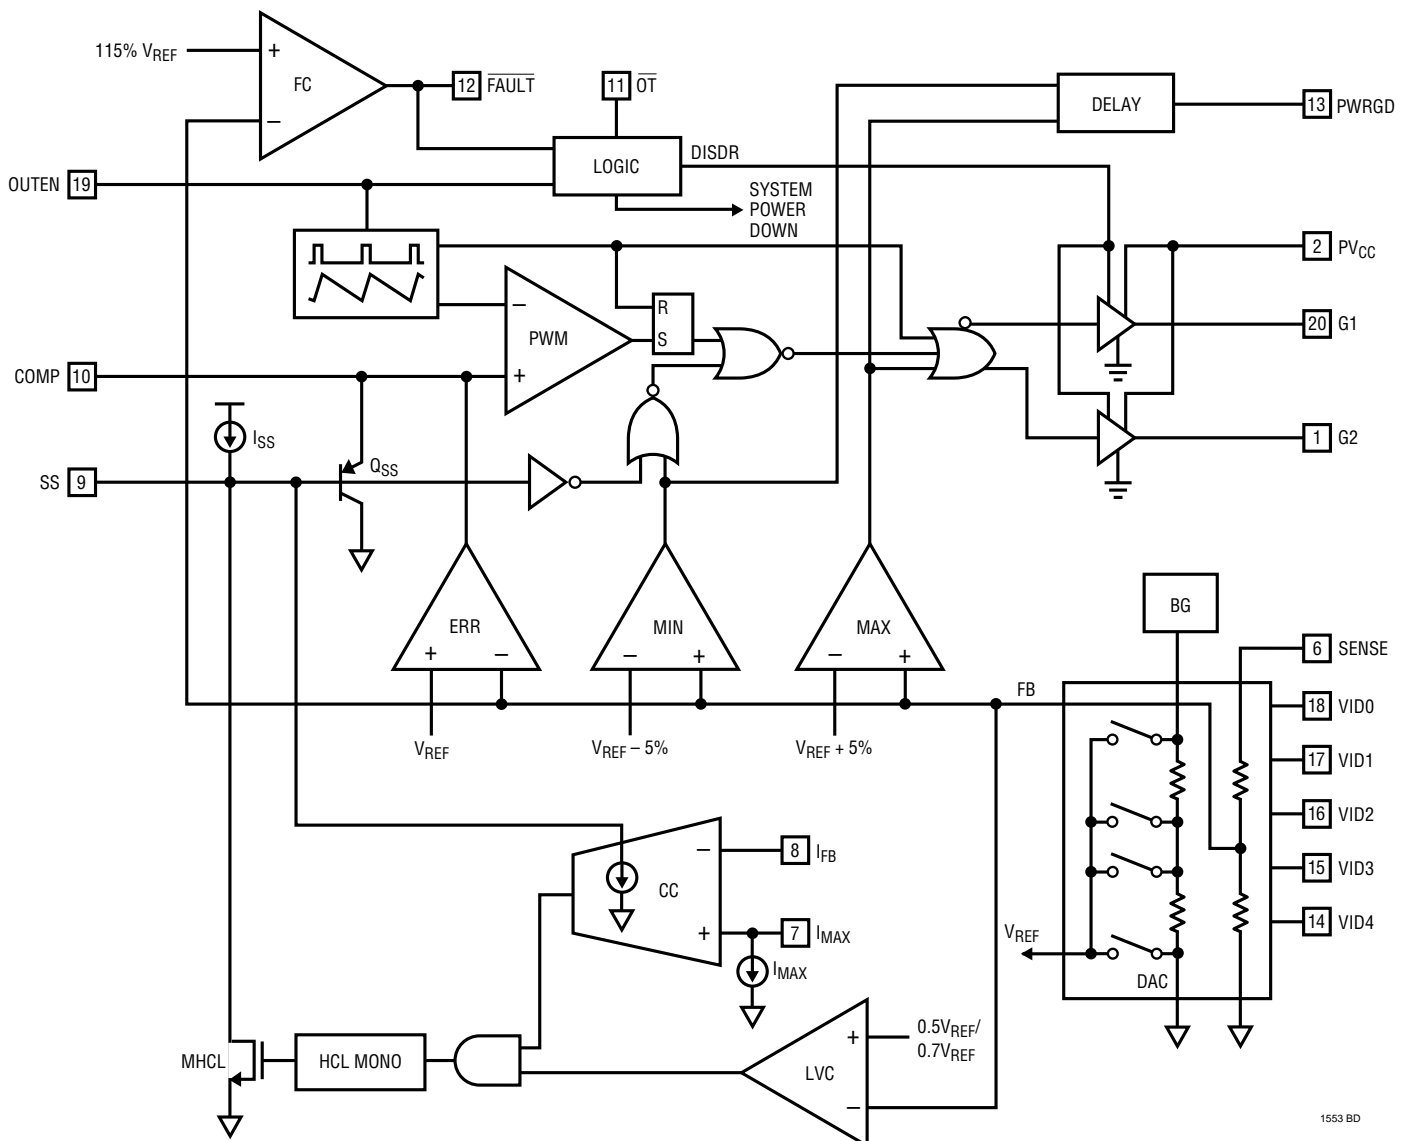 115% VREF
+
FC
–
12 FAULT
11 OT
DELAY
13 PWRGD
LOGIC
DISDR
OUTEN 19
SYSTEM
POWER
DOWN
2 PVCC
–
PWM
+
R
S
20 G1
COMP 10
ISS
1 G2
SS 9
QSS
BG
ERR
+ –
MIN
– +
MAX
– +
6 SENSE
FB
18 VID0
VREF
VREF – 5%
VREF + 5%
17 VID1
16 VID2
–
8 IFB
CC
15 VID3
+
7 IMAX
14 VID4
VREF
IMAX
DAC
MHCL
HCL MONO
+
0.5VREF/
0.7VREF
LVC
–
1553 BD